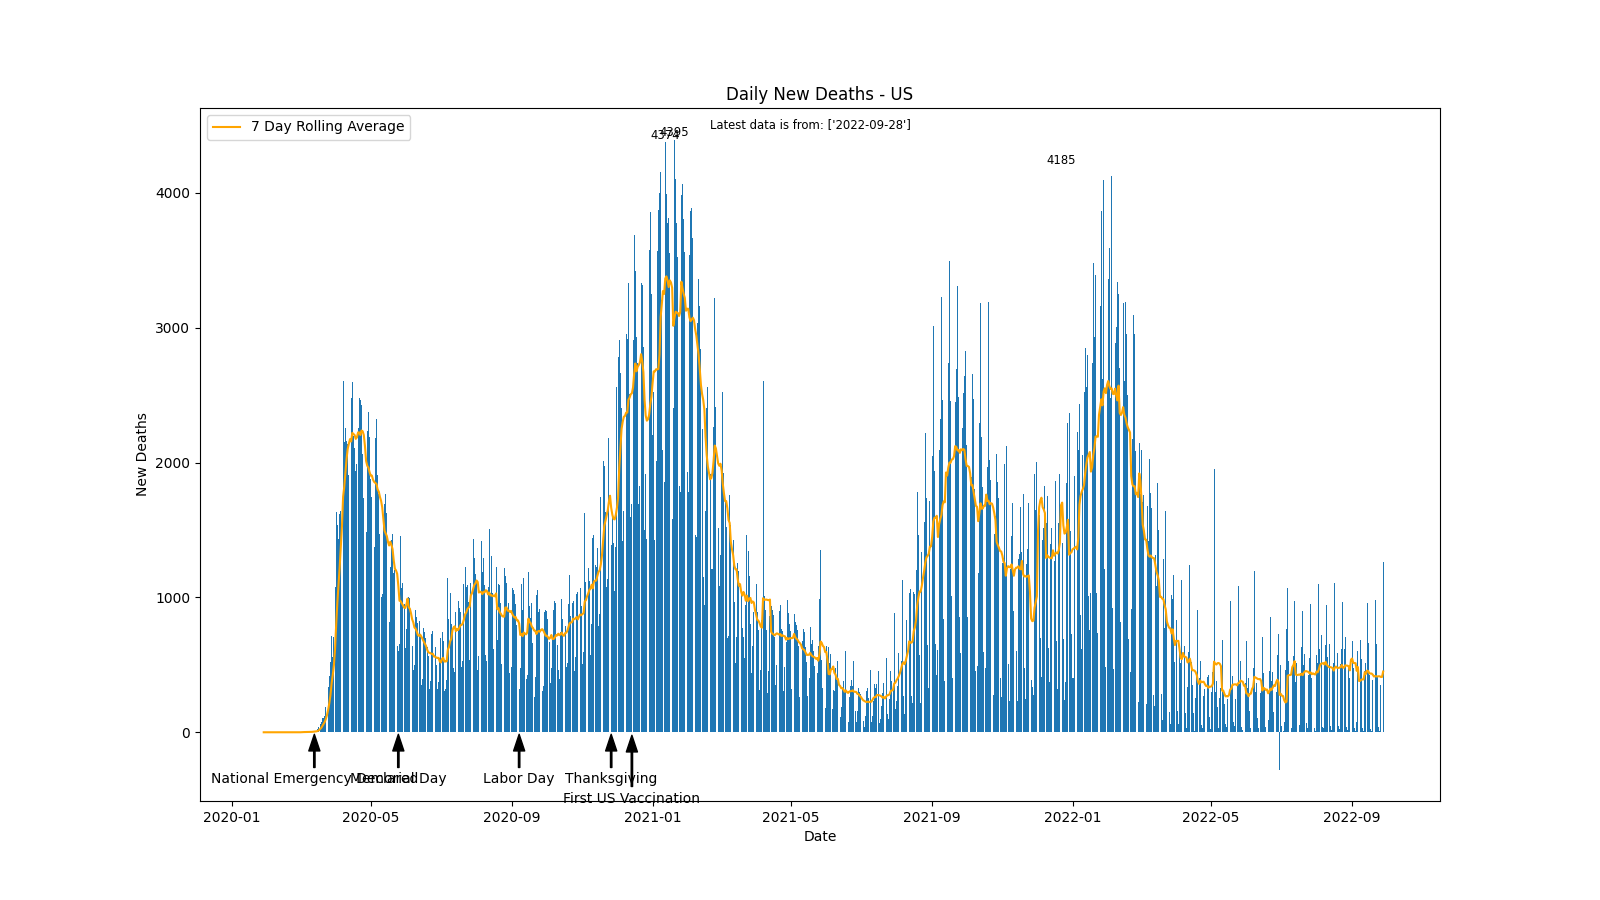 Daily New Deaths - US
7 Day Rolling Average
Latest data is from: ['2022-09-28']
4374
4395
4185
New Deaths
4000
3000
2000
1000
0
National Emergency Declared
Memorial Day
Labor Day
Thanksgiving
First US Vaccination
2020-01
2020-05
2020-09
2021-01
2021-05
2021-09
2022-01
2022-05
2022-09
Date